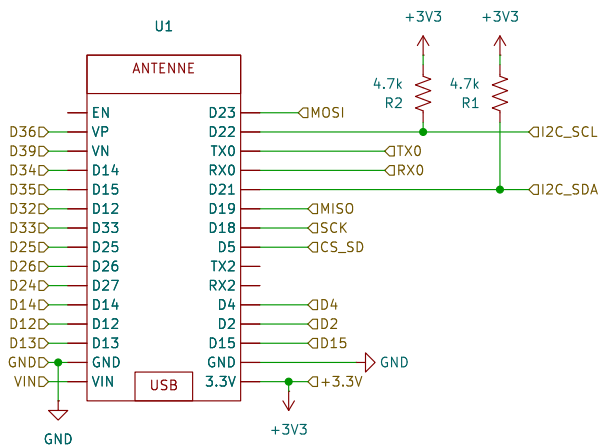 U1
+3V3 +3V3
ANTENNE
4.7k 4.7k
R2 R1
EN D23 MOSI
D36 VP D22 I2C_SCL
D39 VN TX0 TX0
D34 D14 RX0 RX0
D35 D15 D21 I2C_SDA
D32 D12 D19 MISO
D33 D33 D18 SCK
D25 D25 D5 CS_SD
D26 D26 TX2
D24 D27 RX2
D14 D14 D4 D4
D12 D12 D2 D2
D13 D13 D15 D15
GND GND GND GND
VIN VIN USB 3.3V +3.3V
GND +3V3